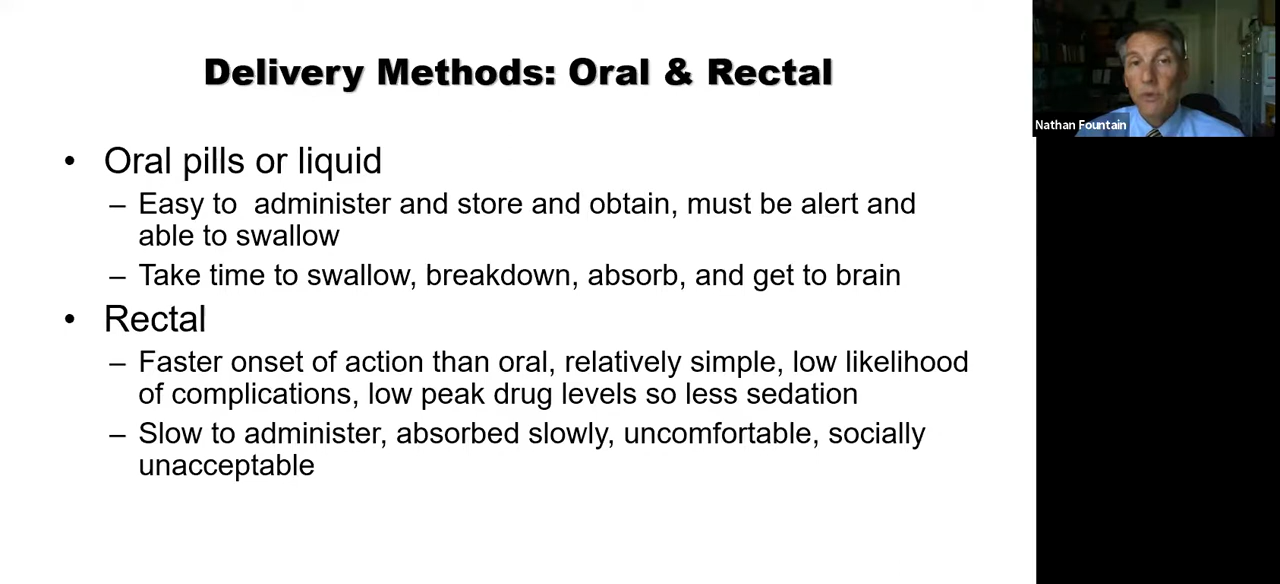 Delivery Methods: Oral & Rectal
• Oral pills or liquid
– Easy to  administer and store and obtain, must be alert and
able to swallow
– Take time to swallow, breakdown, absorb, and get to brain
• Rectal
– Faster onset of action than oral, relatively simple, low likelihood
of complications, low peak drug levels so less sedation
– Slow to administer, absorbed slowly, uncomfortable, socially
unacceptable
Nathan Fountain